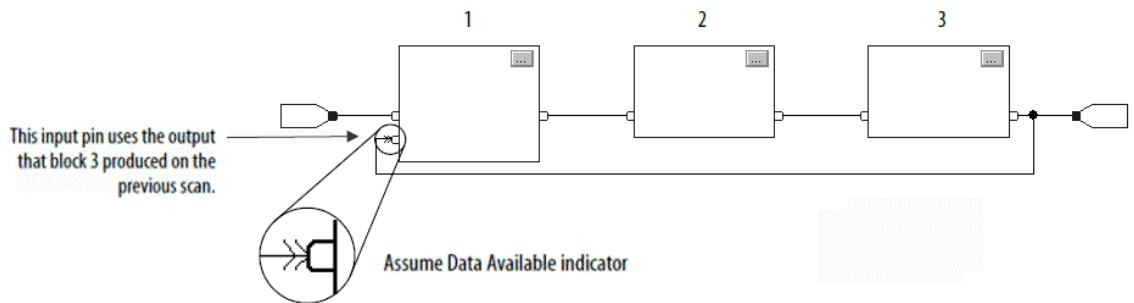 1 2 3
...
...
...
This input pin uses the output
that block 3 produced on the
previous scan.
Assume Data Available indicator